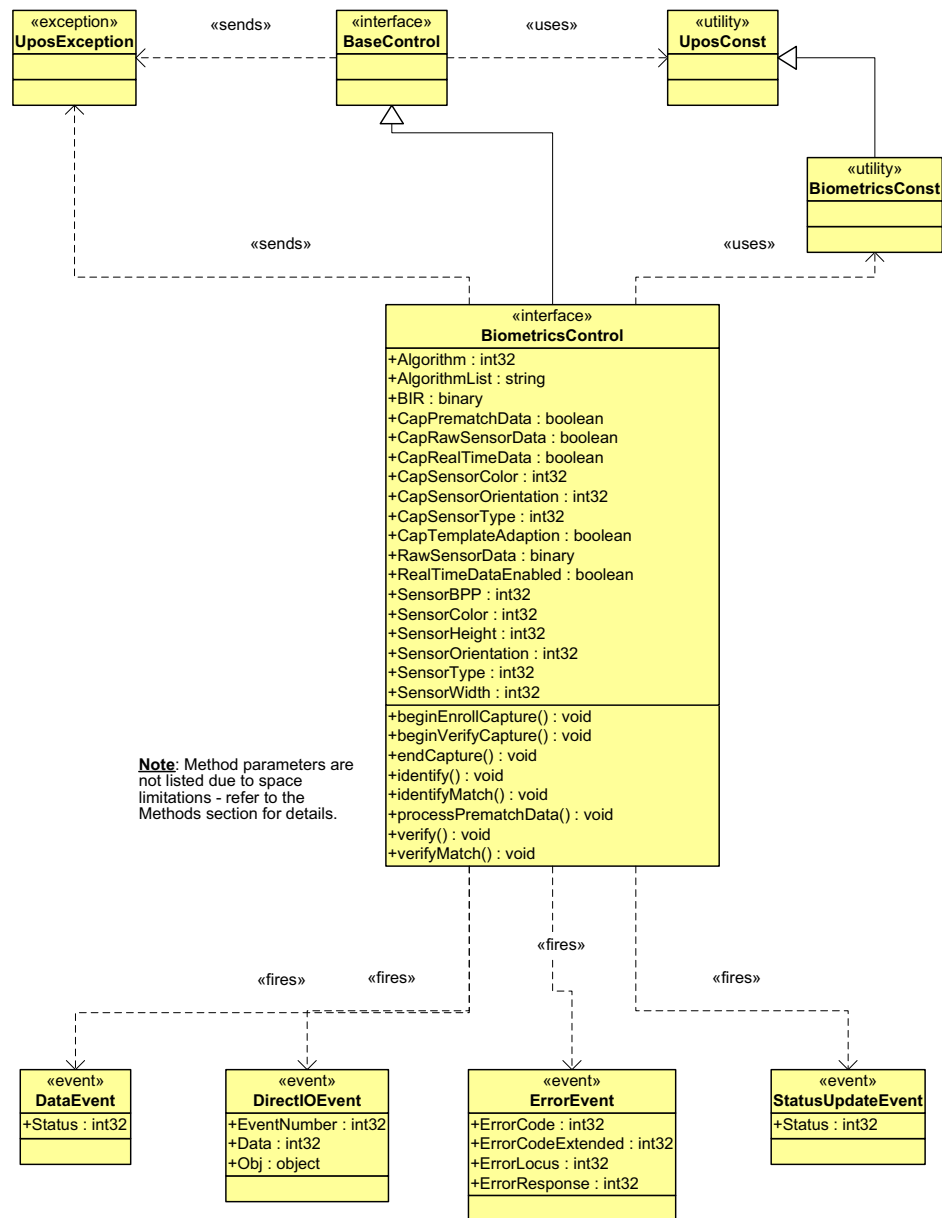 «exception»
UposException
«sends»
«interface»
BaseControl
«uses»
«utility»
UposConst
«utility»
BiometricsConst
«sends»
«uses»
«interface»
BiometricsControl
+Algorithm : int32
+AlgorithmList : string
+BIR : binary
+CapPrematchData : boolean
+CapRawSensorData : boolean
+CapRealTimeData : boolean
+CapSensorColor : int32
+CapSensorOrientation : int32
+CapSensorType : int32
+CapTemplateAdaption : boolean
+RawSensorData : binary
+RealTimeDataEnabled : boolean
+SensorBPP : int32
+SensorColor : int32
+SensorHeight : int32
+SensorOrientation : int32
+SensorType : int32
+SensorWidth : int32
+beginEnrollCapture() : void
+beginVerifyCapture() : void
+endCapture() : void
+identify() : void
+identifyMatch() : void
+processPrematchData() : void
+verify() : void
+verifyMatch() : void
Note: Method parameters are
not listed due to space
limitations - refer to the
Methods section for details.
«fires»
«fires»
«fires»
«fires»
«event»
DataEvent
+Status : int32
«event»
DirectIOEvent
+EventNumber : int32
+Data : int32
+Obj : object
«event»
ErrorEvent
+ErrorCode : int32
+ErrorCodeExtended : int32
+ErrorLocus : int32
+ErrorResponse : int32
«event»
StatusUpdateEvent
+Status : int32